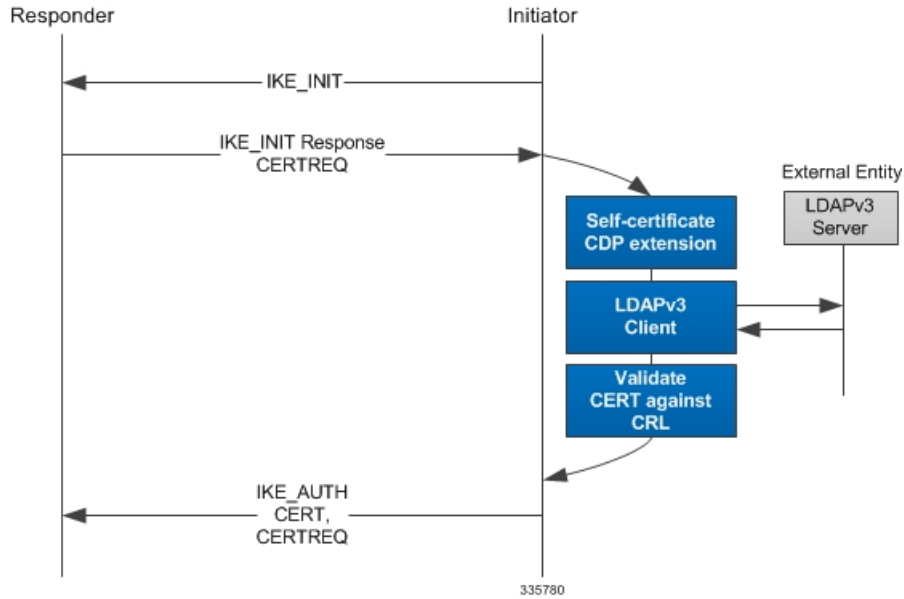 Responder
Initiator
IKE_INIT
IKE_INIT Response
CERTREQ
External Entity
LDAPv3
Server
Self-certificate
CDP extension
LDAPv3
Client
Validate
CERT against
CRL
IKE_AUTH
CERT,
CERTREQ
335780